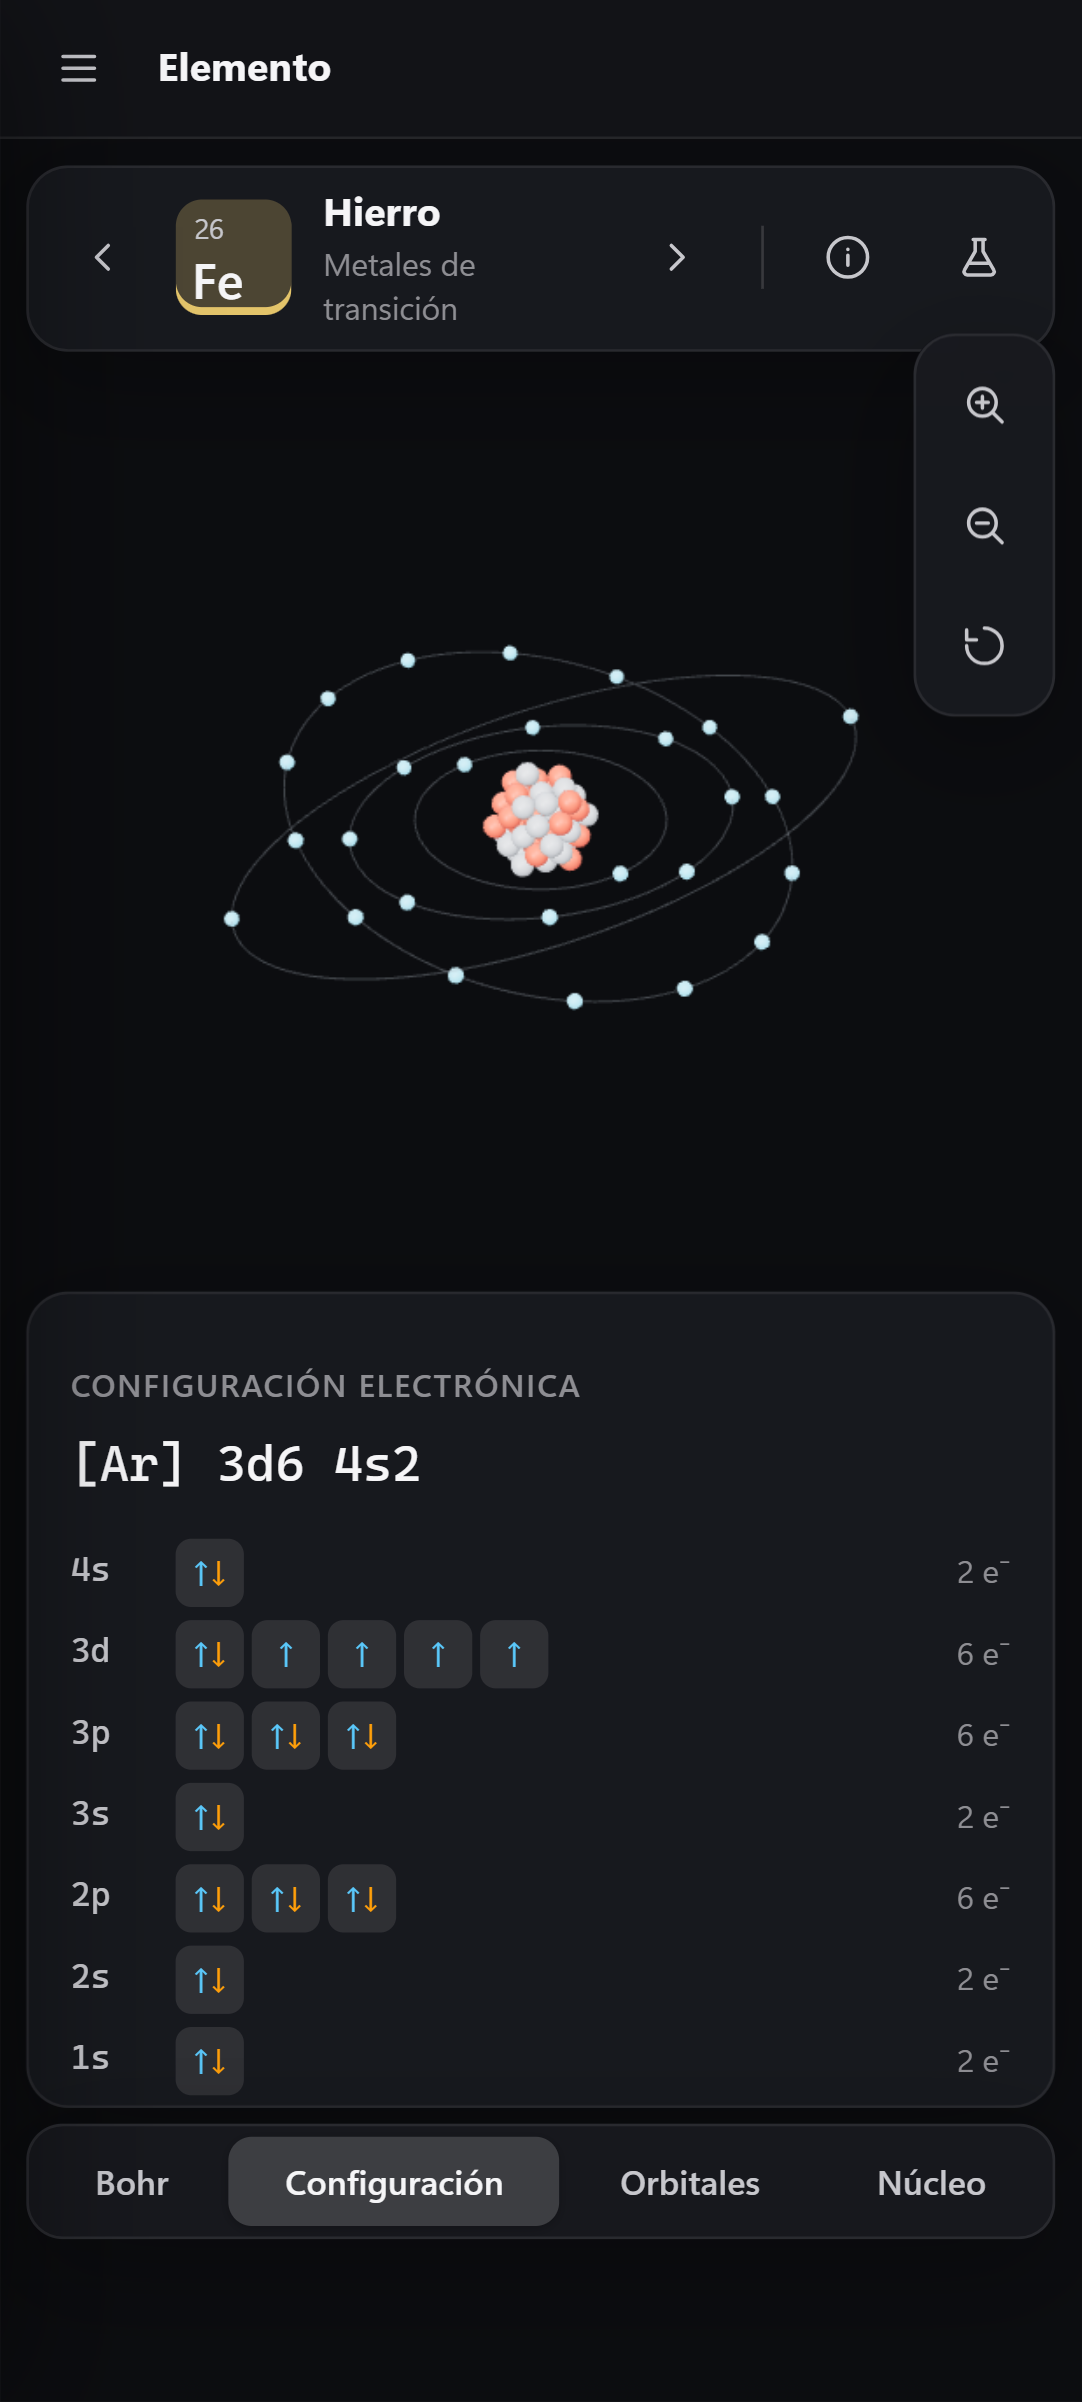 Elemento
26
Fe
Hierro
Metales de
transición
CONFIGURACIÓN ELECTRÓNICA
[Ar] 3d6 4s2
4s ↑↓ 2 e⁻
3d ↑↓ ↑ ↑ ↑ ↑ 6 e⁻
3p ↑↓ ↑↓ ↑↓ 6 e⁻
3s ↑↓ 2 e⁻
2p ↑↓ ↑↓ ↑↓ 6 e⁻
2s ↑↓ 2 e⁻
1s ↑↓ 2 e⁻
Bohr Configuración Orbitales Núcleo